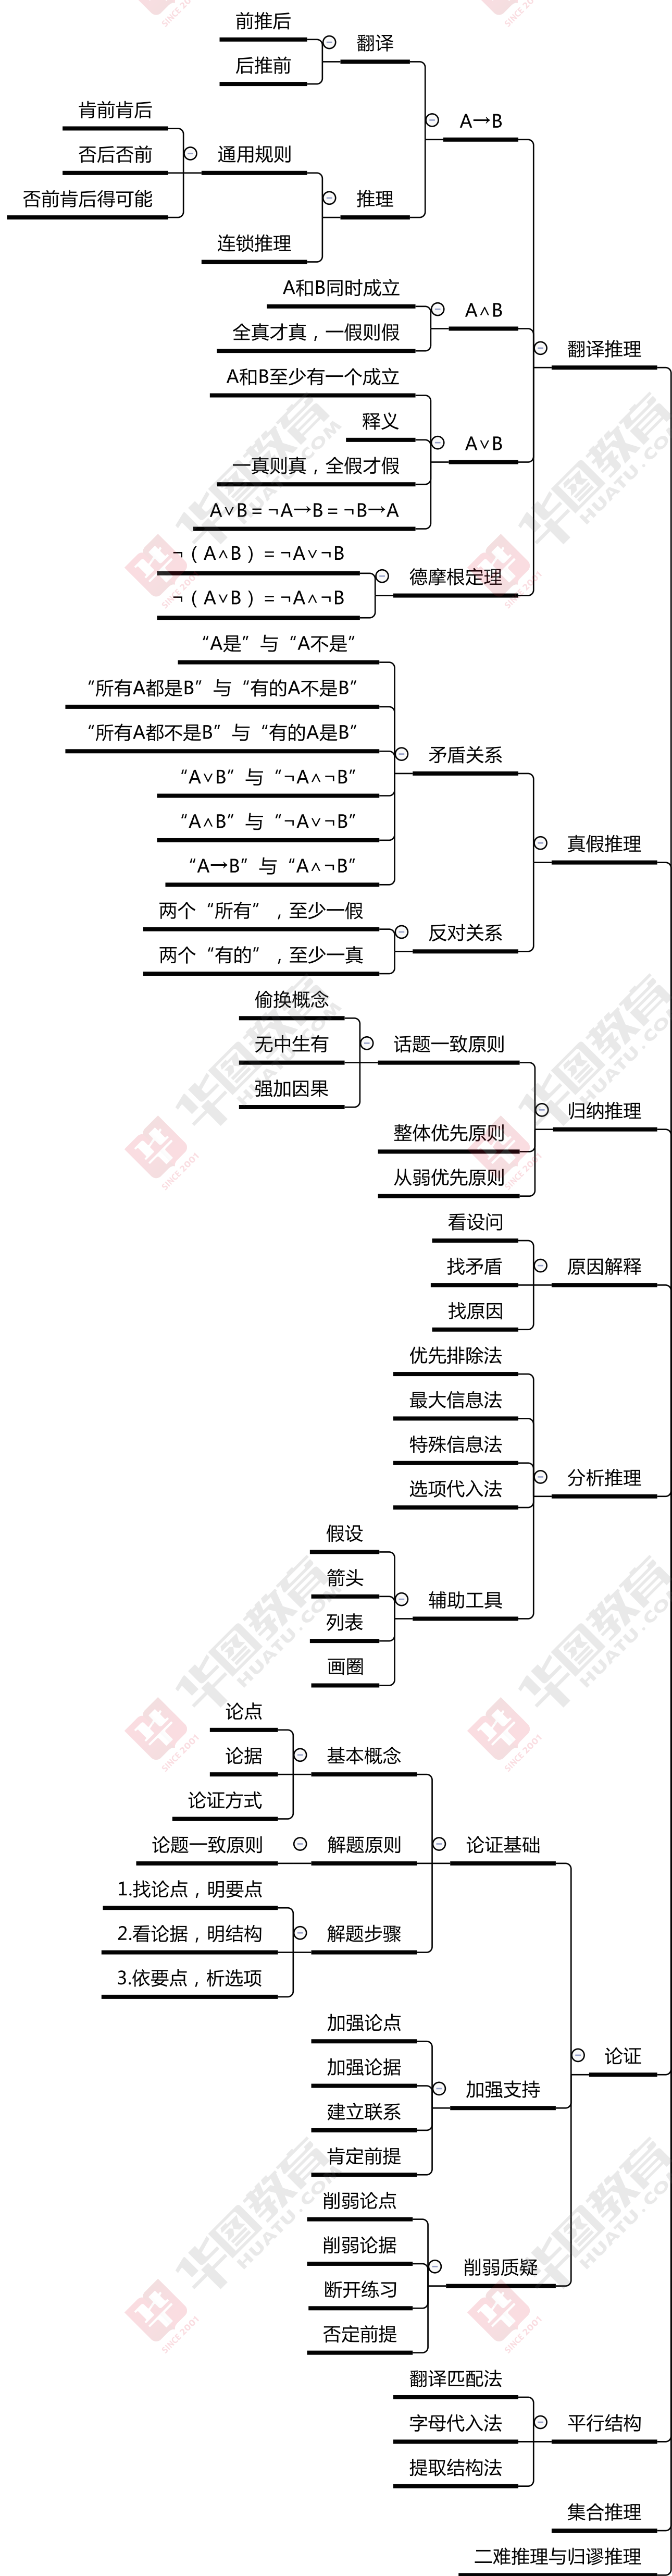 前推后
翻译
后推前
A→B
肯前肯后
否后否前
通用规则
否前肯后得可能
推理
连锁推理
A和B同时成立
A∧B
全真才真，一假则假
翻译推理
A和B至少有一个成立
释义
A∨B
一真则真，全假才假
A∨B＝¬A→B＝¬B→A
¬（A∧B）＝¬A∨¬B
德摩根定理
¬（A∨B）＝¬A∧¬B
“A是”与“A不是”
“所有A都是B”与“有的A不是B”
“所有A都不是B”与“有的A是B”
矛盾关系
“A∨B”与“¬A∧¬B”
“A∧B”与“¬A∨¬B”
真假推理
“A→B”与“A∧¬B”
两个“所有”，至少一假
反对关系
两个“有的”，至少一真
偷换概念
无中生有
话题一致原则
强加因果
归纳推理
整体优先原则
从弱优先原则
看设问
找矛盾
原因解释
找原因
优先排除法
最大信息法
特殊信息法
分析推理
选项代入法
假设
箭头
辅助工具
列表
画圈
论点
论据
基本概念
论证方式
论题一致原则
解题原则
论证基础
1.找论点，明要点
2.看论据，明结构
解题步骤
3.依要点，析选项
加强论点
论证
加强论据
加强支持
建立联系
肯定前提
削弱论点
削弱论据
削弱质疑
断开练习
否定前提
翻译匹配法
字母代入法
平行结构
提取结构法
集合推理
二难推理与归谬推理
华图教育
HUATU.COM
SINCE 2001